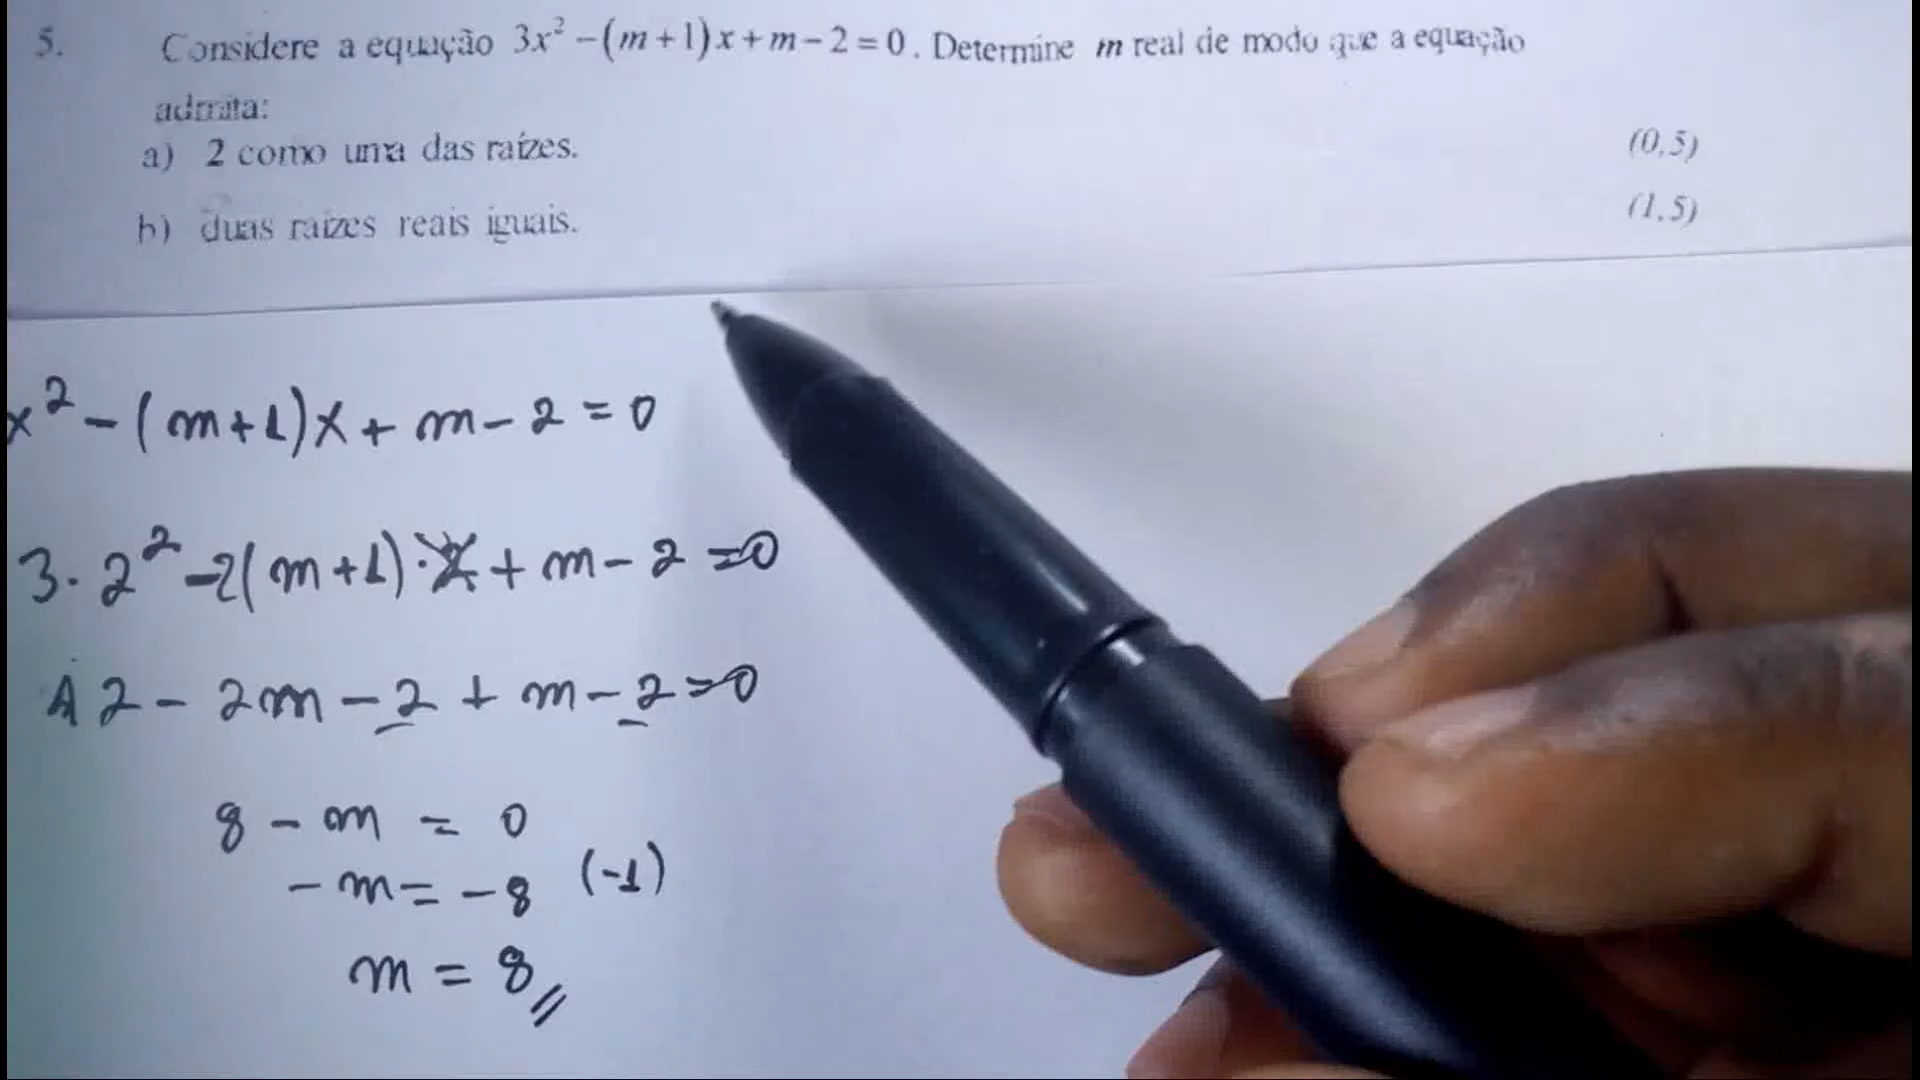 5. Considere a equação 3x² − (m + 1)x + m − 2 = 0. Determine m real de modo que a equação
admita:
a) 2 como uma das raízes. (0,5)
b) duas raízes reais iguais. (1,5)
x² − (m+1)x + m − 2 = 0
3 · 2² − 2(m+1) + m − 2 = 0
12 − 2m − 2 + m − 2 = 0
8 − m = 0
− m = − 8 (-1)
m = 8